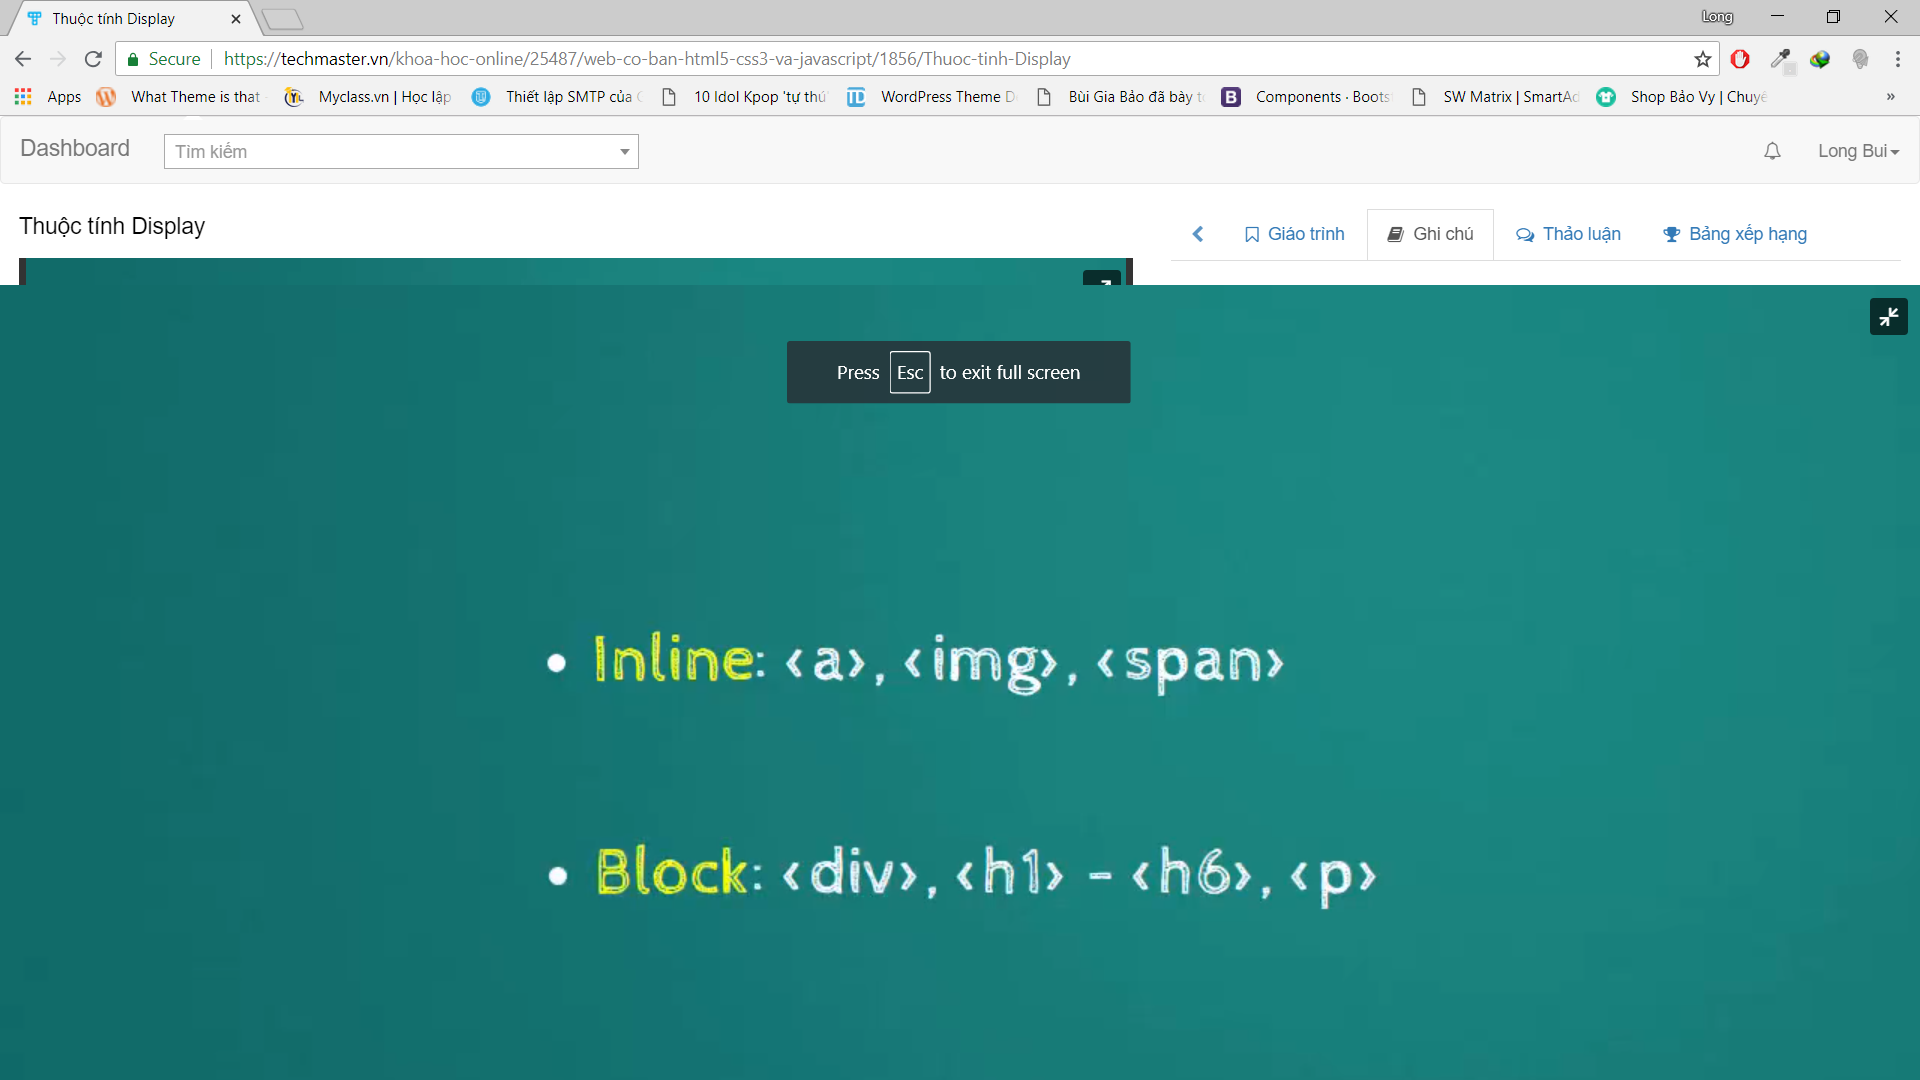 Thuộc tính Display
Long
Secure https://techmaster.vn/khoa-hoc-online/25487/web-co-ban-html5-css3-va-javascript/1856/Thuoc-tinh-Display
Apps What Theme is that Myclass.vn | Học lập Thiết lập SMTP của 10 Idol Kpop 'tự thú' WordPress Theme D Bùi Gia Bảo đã bày t Components · Boots SW Matrix | SmartAd Shop Bảo Vy | Chuyê »
Dashboard Tìm kiếm Long Bui
Thuộc tính Display
Giáo trình Ghi chú Thảo luận Bảng xếp hạng
Press Esc to exit full screen
• Inline: <a>, <img>, <span>
• Block: <div>, <h1> - <h6>, <p>